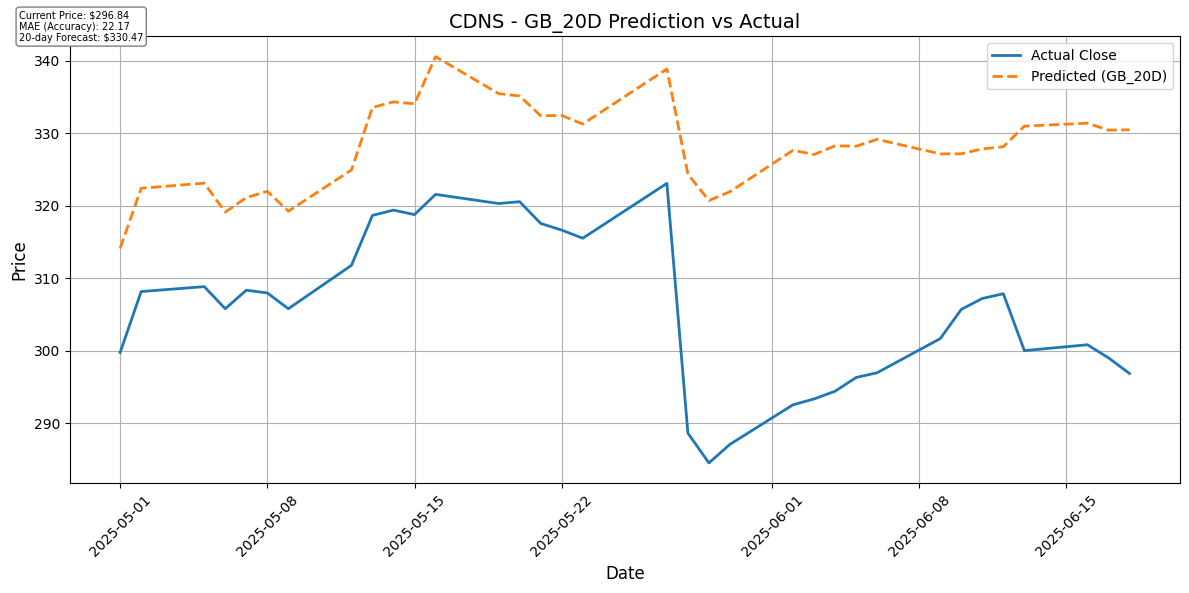 CDNS - GB_20D Prediction vs Actual
Current Price: $296.84
MAE (Accuracy): 22.17
20-day Forecast: $330.47
Actual Close
Predicted (GB_20D)
Price
340
330
320
310
300
290
2025-05-01
2025-05-08
2025-05-15
2025-05-22
2025-06-01
2025-06-08
2025-06-15
Date